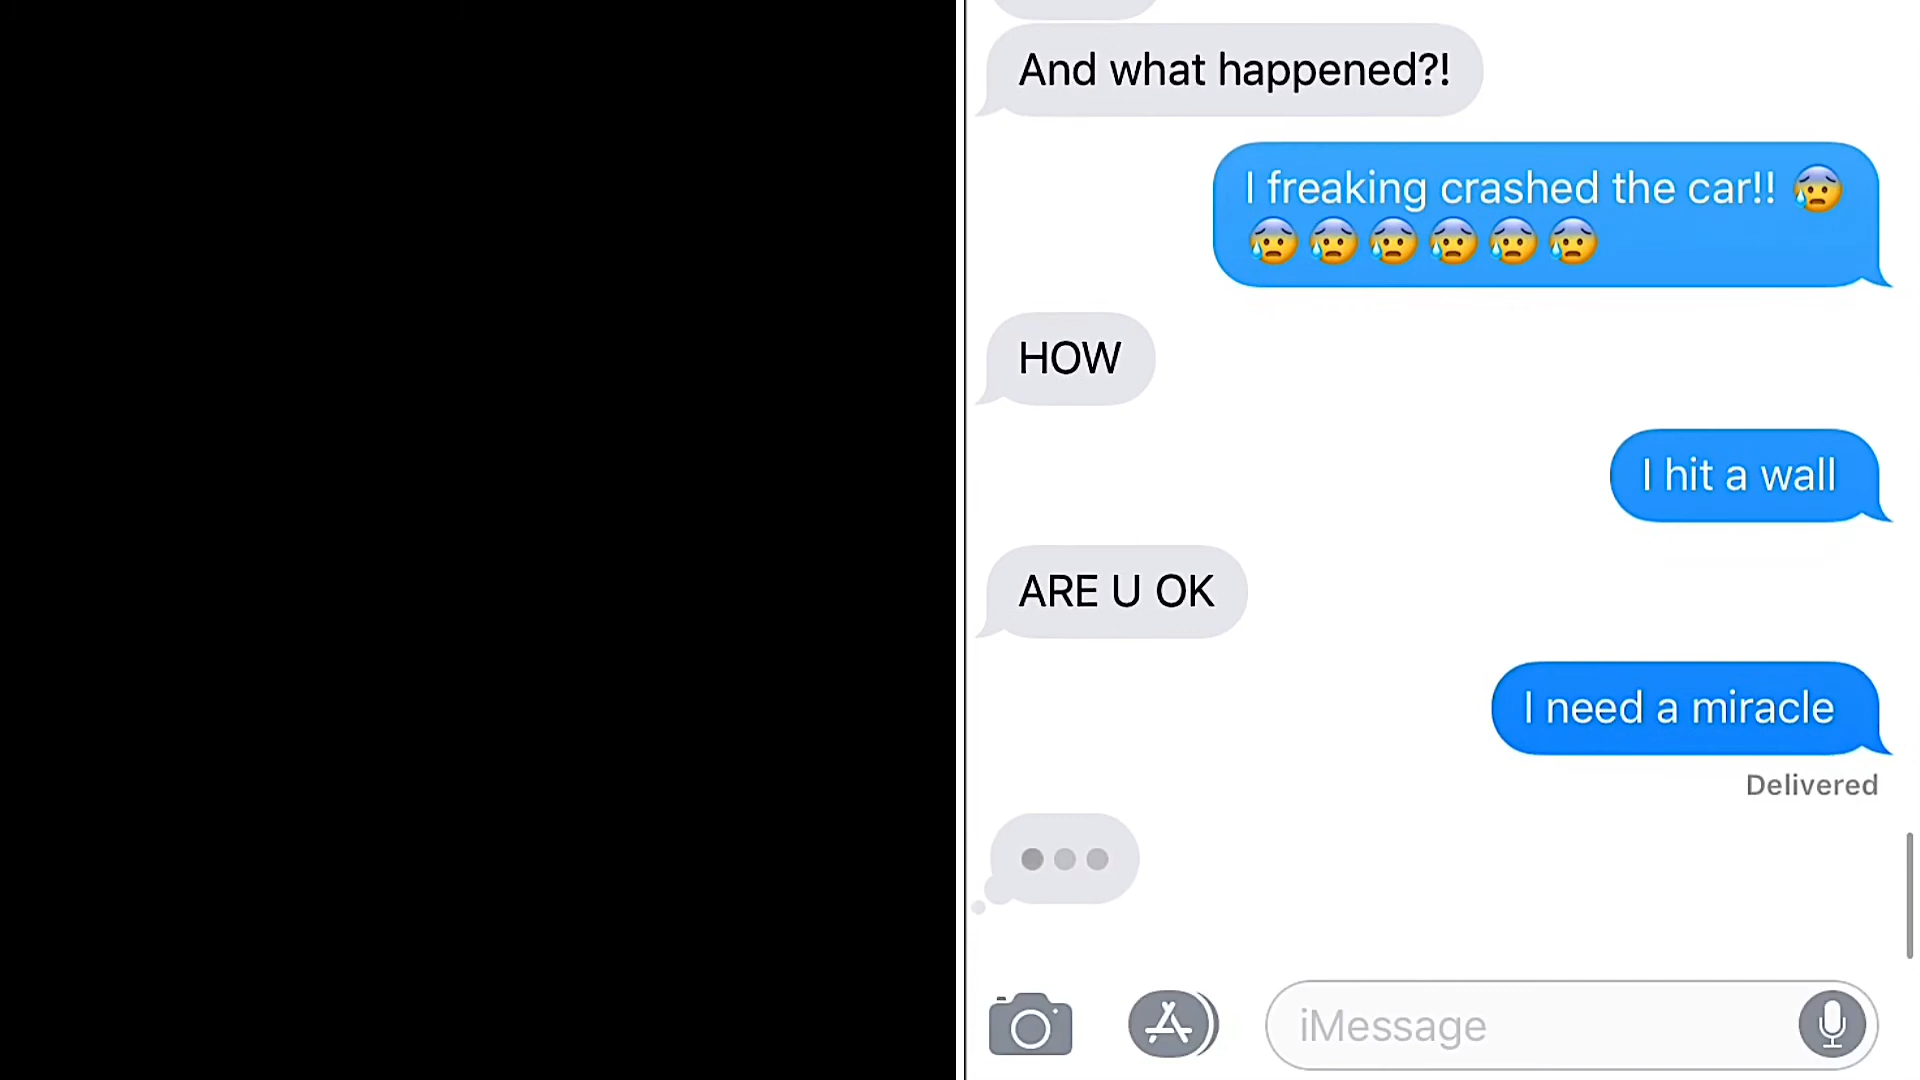 And what happened?!
I freaking crashed the car!! 😰
😰😰😰😰😰😰
HOW
I hit a wall
ARE U OK
I need a miracle
Delivered
iMessage